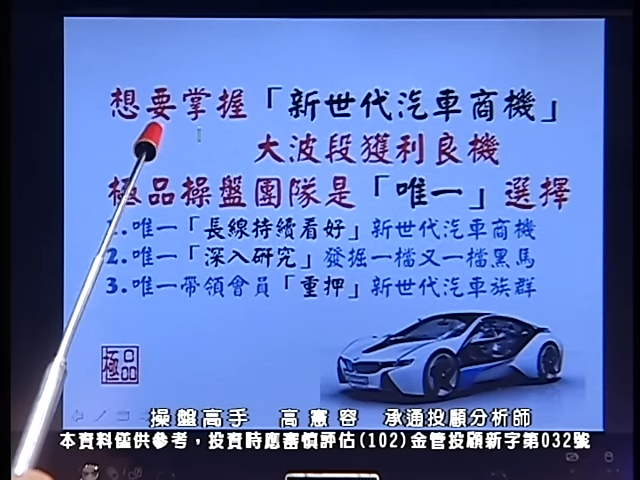 想要掌握「新世代汽車商機」
大波段獲利良機
極品操盤團隊是「唯一」選擇
1.唯一「長線持續看好」新世代汽車商機
2.唯一「深入研究」發掘一檔又一檔黑馬
3.唯一帶領會員「重押」新世代汽車族群
極品
操盤高手 高憲容 承通投顧分析師
本資料僅供參考，投資時應審慎評估(102)金管投顧新字第032號